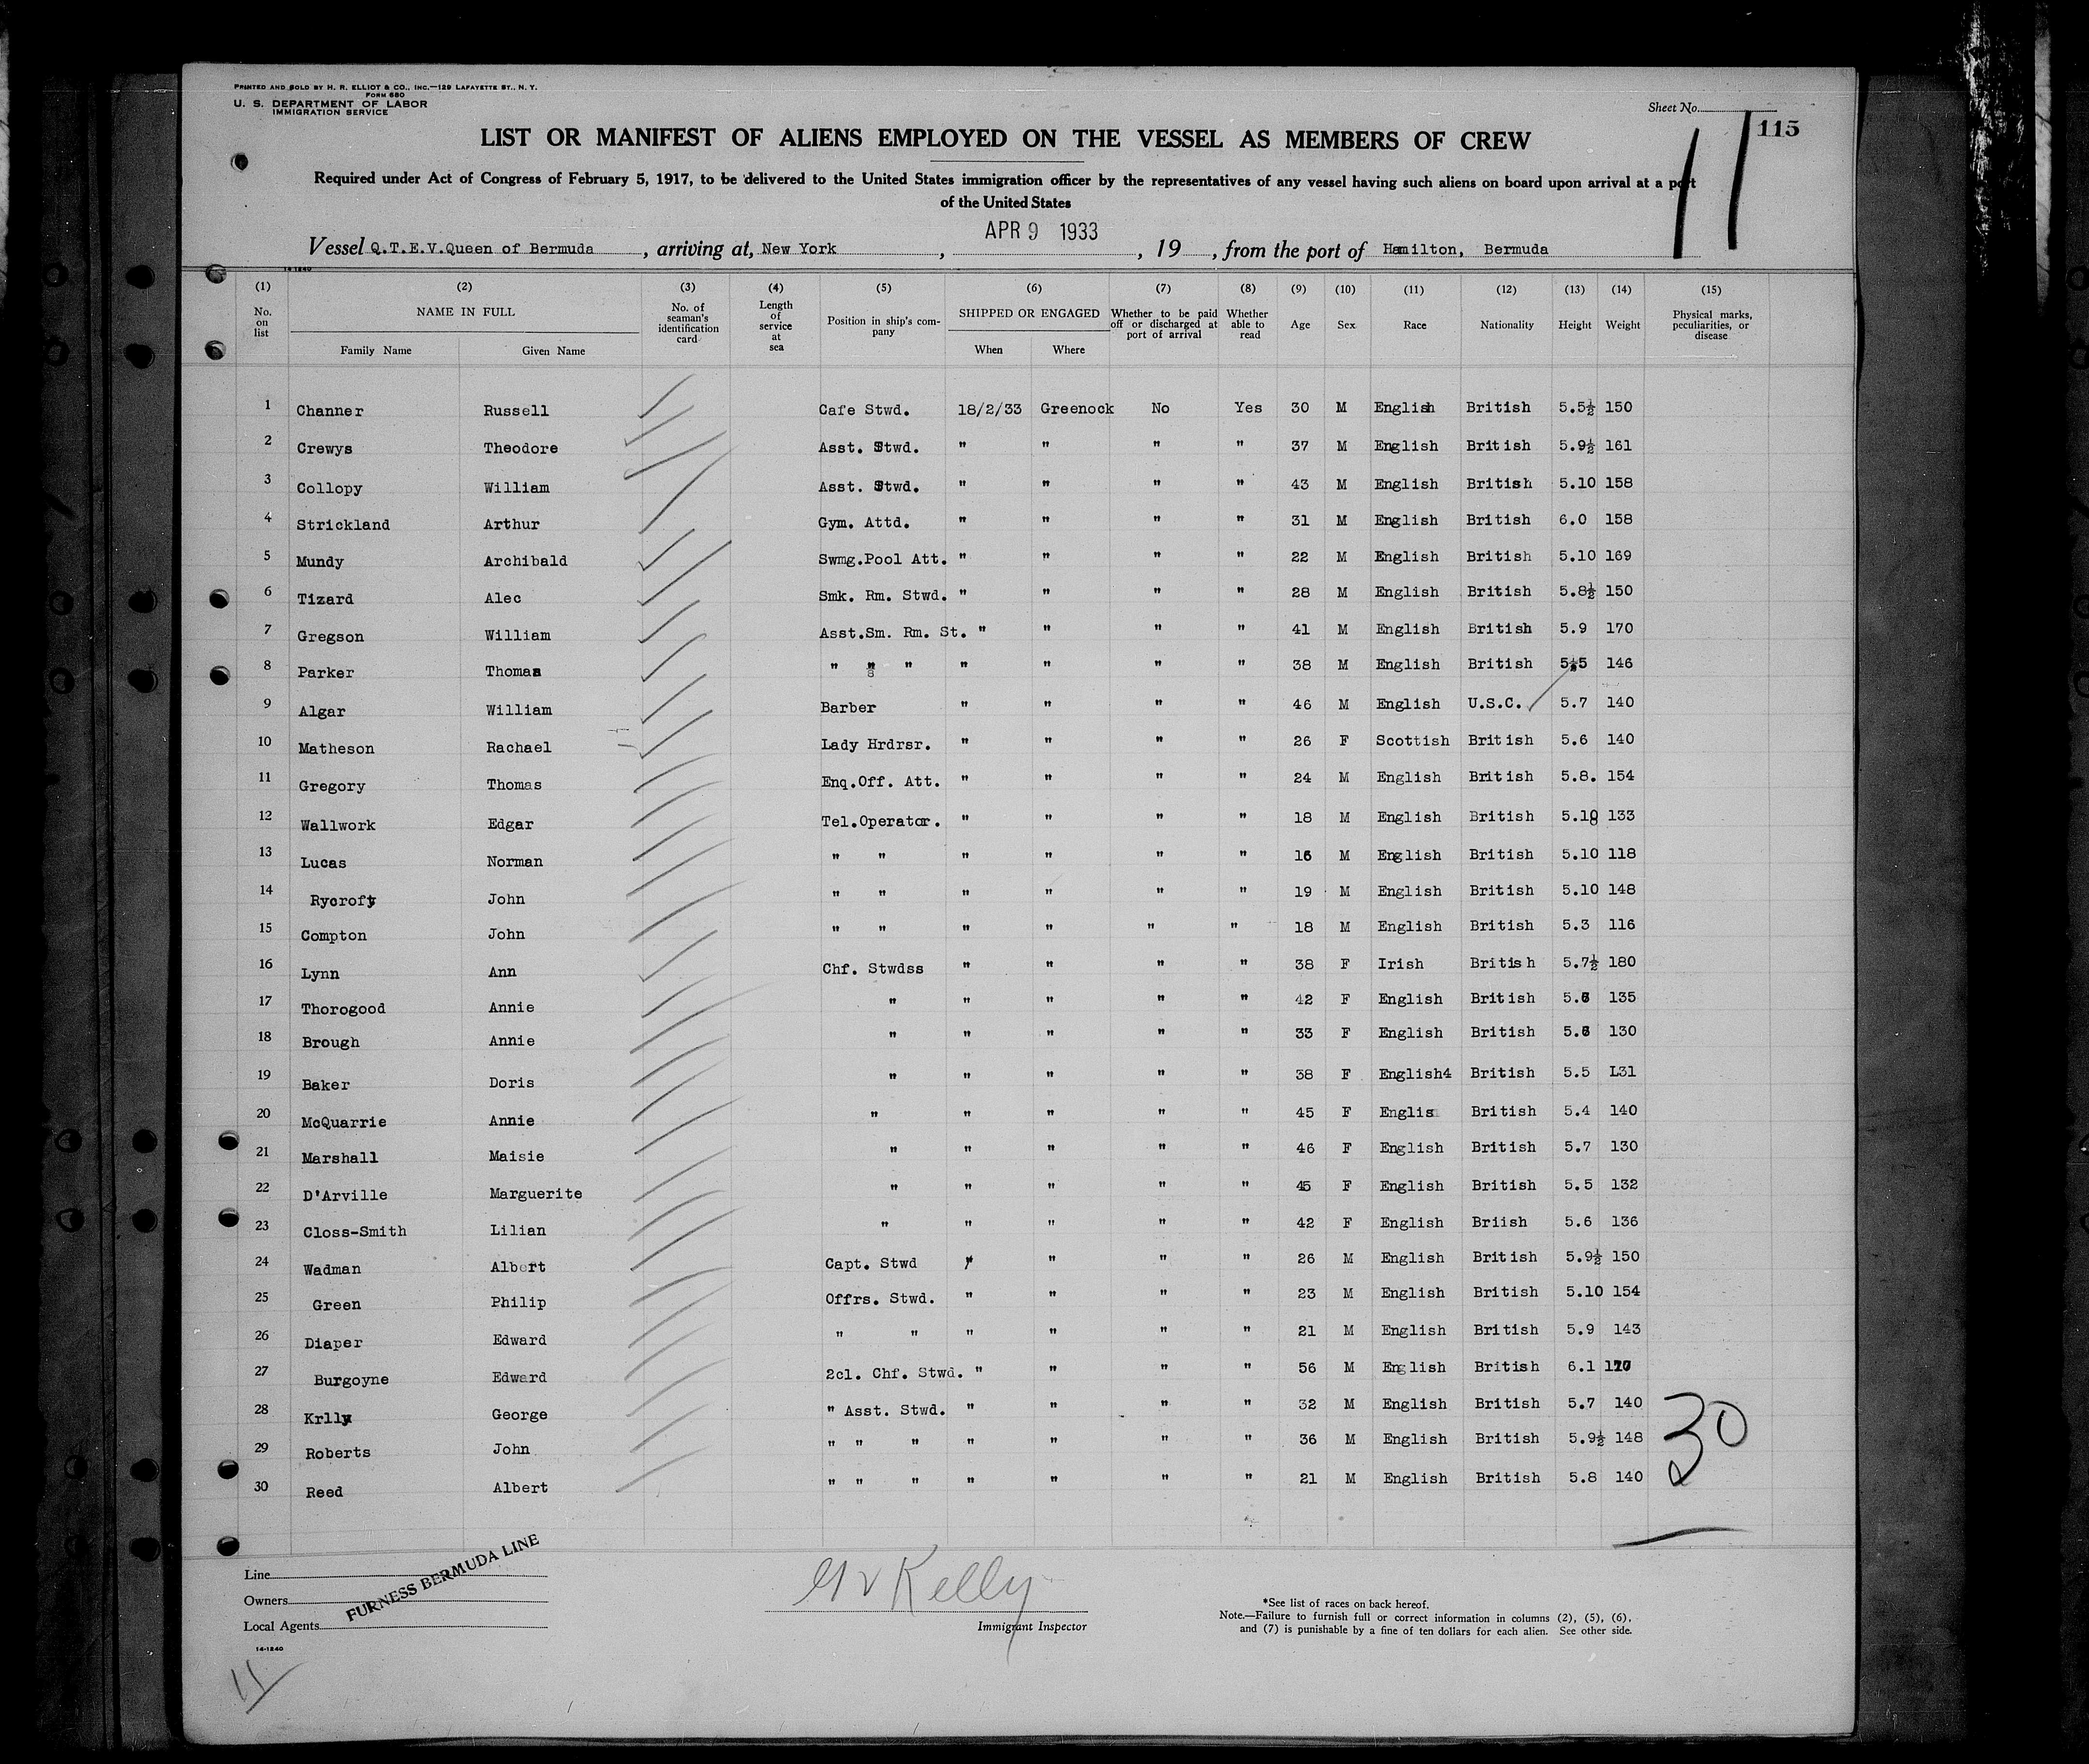 PRINTED AND SOLD BY H. R. ELLIOT & CO., INC.—129 LAFAYETTE ST., N. Y.
FORM 680
U. S. DEPARTMENT OF LABOR
IMMIGRATION SERVICE
Sheet No.
11
115
LIST OR MANIFEST OF ALIENS EMPLOYED ON THE VESSEL AS MEMBERS OF CREW
Required under Act of Congress of February 5, 1917, to be delivered to the United States immigration officer by the representatives of any vessel having such aliens on board upon arrival at a port
of the United States
APR 9 1933
Vessel Q.T.E.V.Queen of Bermuda, arriving at, New York, , 19 , from the port of Hamilton, Bermuda
14-1240
(1) (2) (3) (4) (5) (6) (7) (8) (9) (10) (11) (12) (13) (14) (15)
No. on list NAME IN FULL Family Name Given Name No. of seaman's identification card Length of service at sea Position in ship's company SHIPPED OR ENGAGED When Where Whether to be paid off or discharged at port of arrival Whether able to read Age Sex Race Nationality Height Weight Physical marks, peculiarities, or disease
1 Channer Russell Cafe Stwd. 18/2/33 Greenock No Yes 30 M English British 5.5½ 150
2 Crewys Theodore Asst. Stwd. " " " " 37 M English British 5.9½ 161
3 Collopy William Asst. Stwd. " " " " 43 M English British 5.10 158
4 Strickland Arthur Gym. Attd. " " " " 31 M English British 6.0 158
5 Mundy Archibald Swmg.Pool Att. " " " " 22 M English British 5.10 169
6 Tizard Alec Smk. Rm. Stwd. " " " " 28 M English British 5.8½ 150
7 Gregson William Asst.Sm. Rm. St. " " " " 41 M English British 5.9 170
8 Parker Thomas " " " " " " " 38 M English British 5.5 146
9 Algar William Barber " " " " 46 M English U.S.C. 5.7 140
10 Matheson Rachael Lady Hrdrsr. " " " " 26 F Scottish British 5.6 140
11 Gregory Thomas Enq.Off. Att. " " " " 24 M English British 5.8. 154
12 Wallwork Edgar Tel.Operator. " " " " 18 M English British 5.10 133
13 Lucas Norman " " " " " " 16 M English British 5.10 118
14 Rycroft John " " " " " " 19 M English British 5.10 148
15 Compton John " " " " " " 18 M English British 5.3 116
16 Lynn Ann Chf. Stwdss " " " " 38 F Irish British 5.7½ 180
17 Thorogood Annie " " " " " 42 F English British 135
18 Brough Annie " " " " " 33 F English British 130
19 Baker Doris " " " " " 38 F English4 British 5.5 L31
20 McQuarrie Annie " " " " " 45 F Englis British 5.4 140
21 Marshall Maisie " " " " " 46 F English British 5.7 130
22 D'Arville Marguerite " " " " " 45 F English British 5.5 132
23 Closs-Smith Lilian " " " " " 42 F English Briish 5.6 136
24 Wadman Albert Capt. Stwd " " " " 26 M English British 5.9½ 150
25 Green Philip Offrs. Stwd. " " " " 23 M English British 5.10 154
26 Diaper Edward " " " " " " 21 M English British 5.9 143
27 Burgoyne Edward 2cl. Chf. Stwd. " " " " 56 M English British 6.1
28 Krlly George " Asst. Stwd. " " " " 32 M English British 5.7 140
29 Roberts John " " " " " " " 36 M English British 5.9½ 148
30 Reed Albert " " " " " " " 21 M English British 5.8 140
30
Line
Owners
Local Agents
FURNESS BERMUDA LINE
14-1240
Kelly
Immigrant Inspector
*See list of races on back hereof.
Note.—Failure to furnish full or correct information in columns (2), (5), (6),
and (7) is punishable by a fine of ten dollars for each alien. See other side.
11